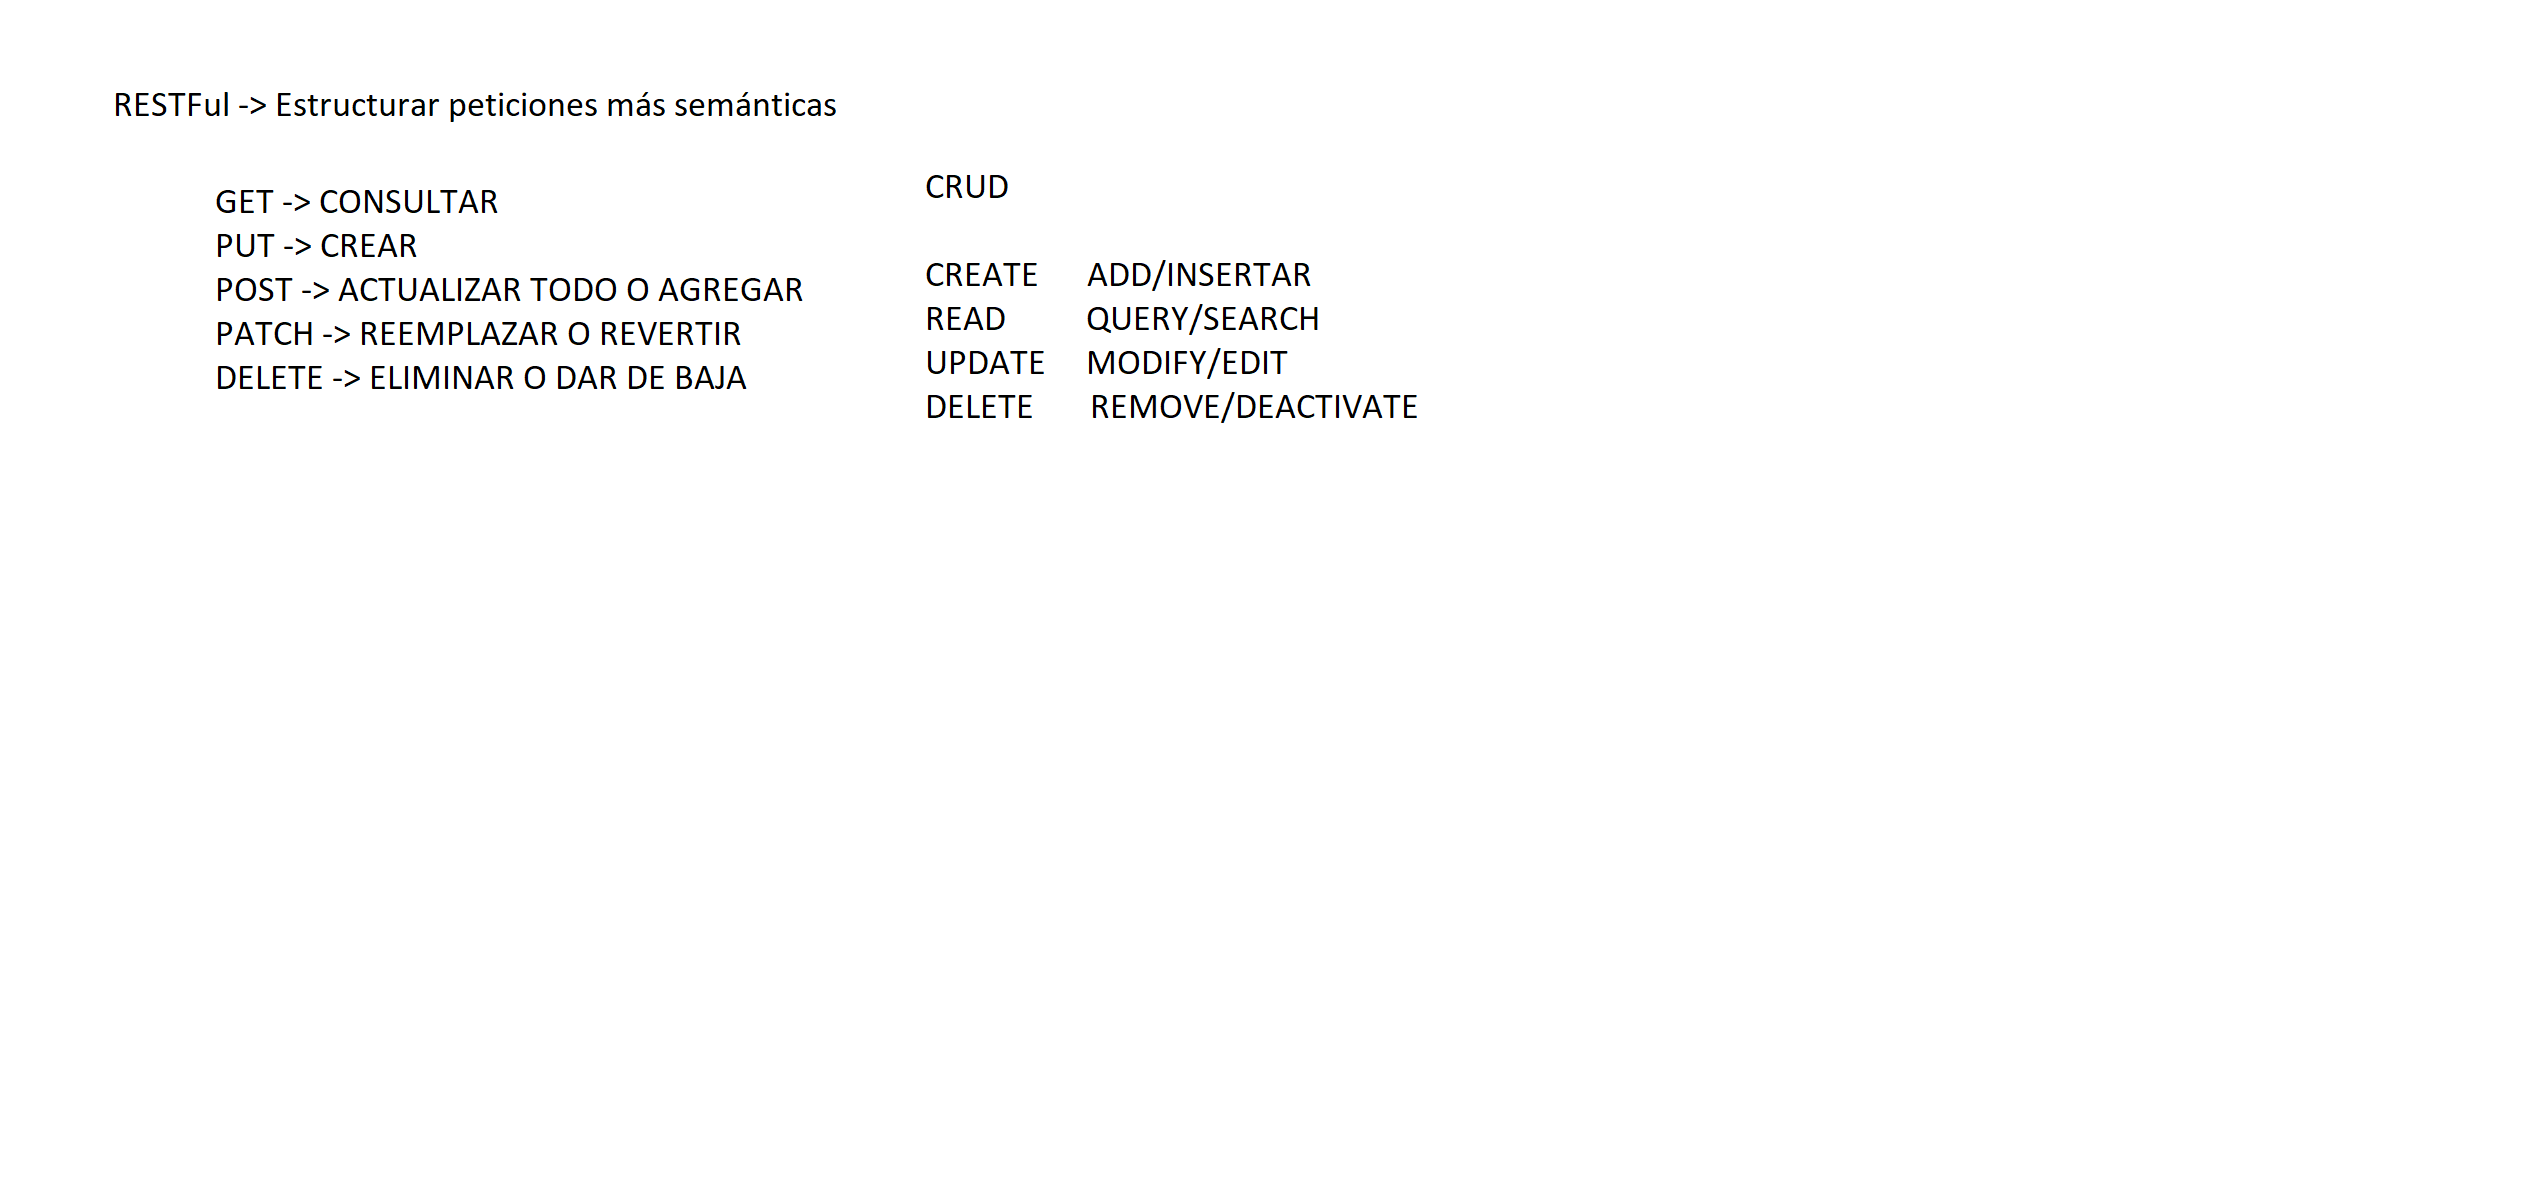 RESTFul -> Estructurar peticiones más semánticas
GET -> CONSULTAR
PUT -> CREAR
POST -> ACTUALIZAR TODO O AGREGAR
PATCH -> REEMPLAZAR O REVERTIR
DELETE -> ELIMINAR O DAR DE BAJA
CRUD
CREATE ADD/INSERTAR
READ QUERY/SEARCH
UPDATE MODIFY/EDIT
DELETE REMOVE/DEACTIVATE